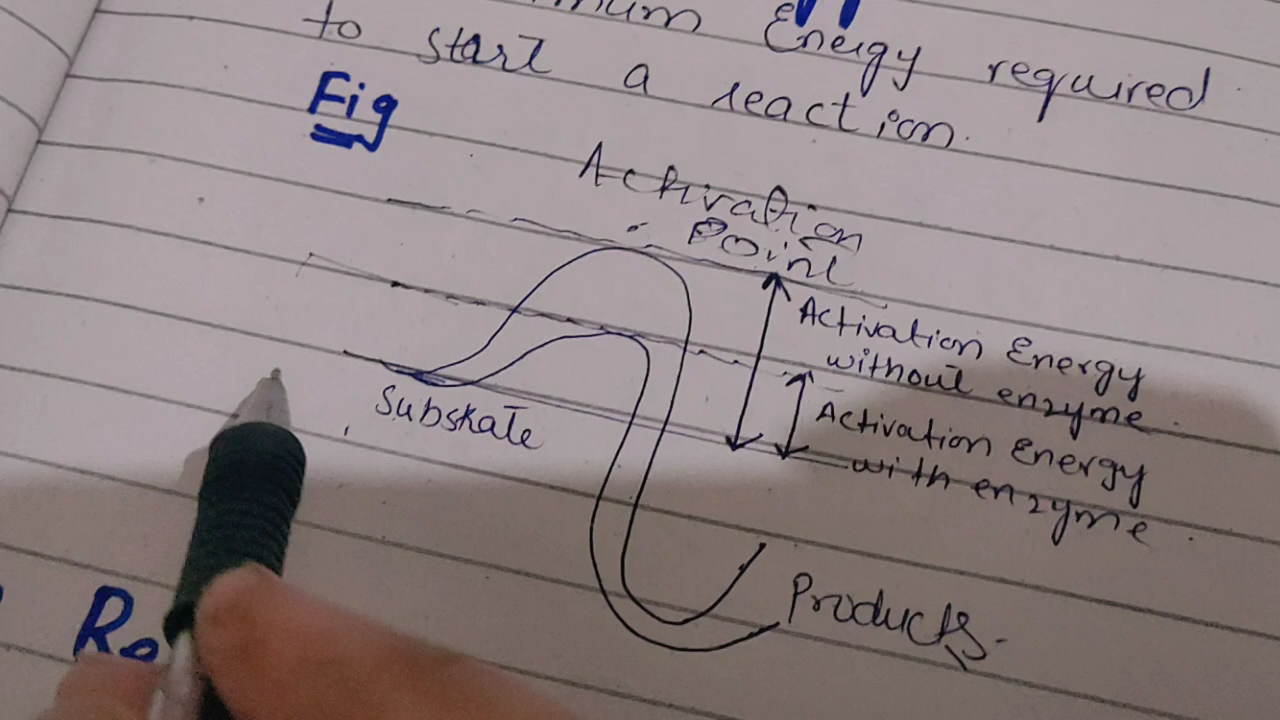 Energy required
to start a reaction.
Fig
Activation
Point
Activation Energy
without enzyme.
Activation Energy
with enzyme.
Substrate
Products.